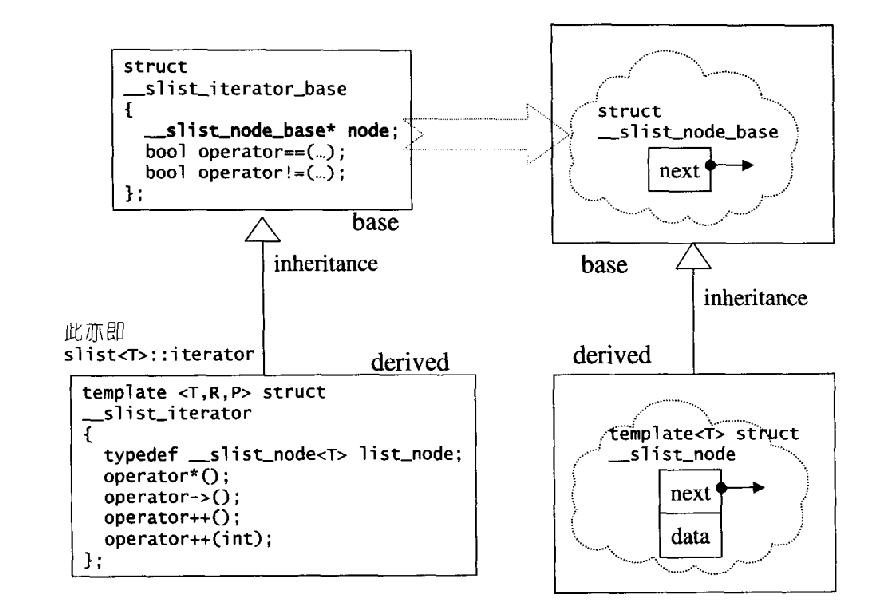 struct
__slist_iterator_base
{
__slist_node_base* node;
bool operator==(…);
bool operator!=(…);
};
base
inheritance
此亦即
slist<T>::iterator
derived
template <T,R,P> struct
__slist_iterator
{
typedef __slist_node<T> list_node;
operator*();
operator->();
operator++();
operator++(int);
};
struct
__slist_node_base
next
base
inheritance
derived
template<T> struct
__slist_node
next
data